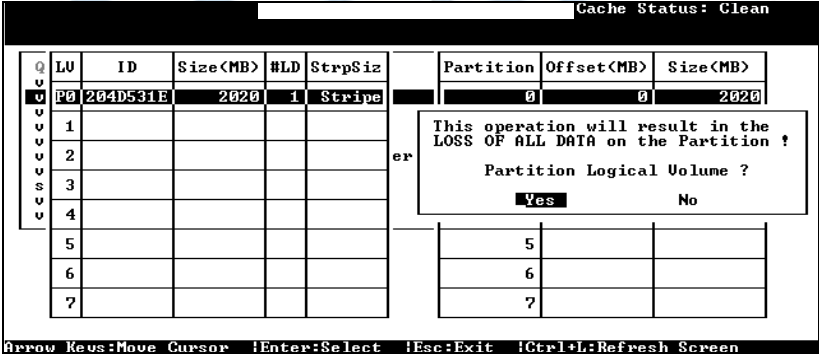 Cache Status: Clean
Q LV ID Size(MB) #LD StrpSiz Partition Offset(MB) Size(MB)
v
v P0 204D531E 2020 1 Stripe 0 0 2020
v
v 1 This operation will result in the
v LOSS OF ALL DATA on the Partition !
v 2 er
v Partition Logical Volume ?
s 3
v Yes No
v 4
5 5
6 6
7 7
Arrow Keys:Move Cursor |Enter:Select |Esc:Exit |Ctrl+L:Refresh Screen